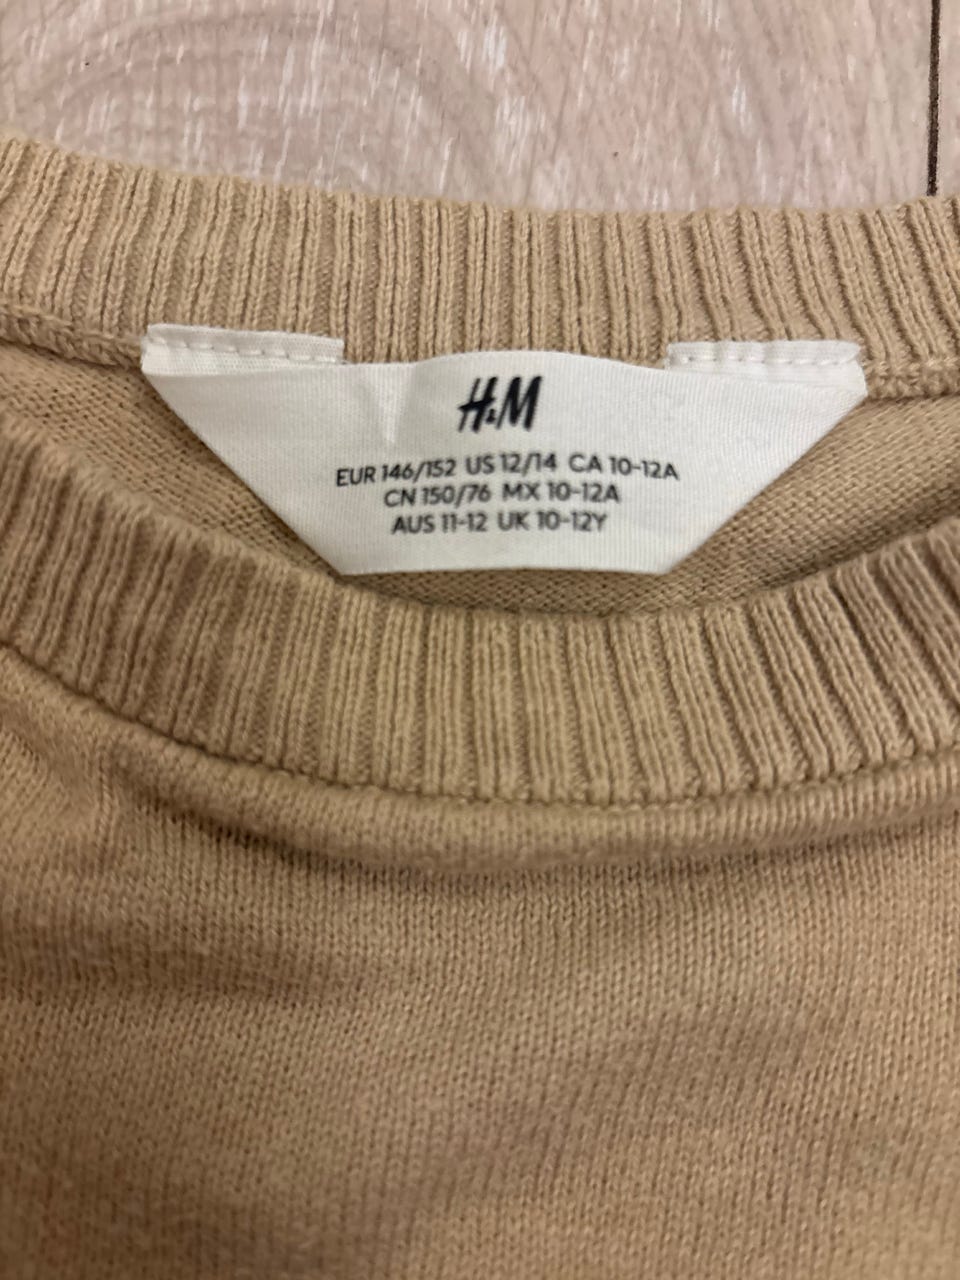 H&M
EUR 146/152 US 12/14 CA 10-12A
CN 150/76 MX 10-12A
AUS 11-12 UK 10-12Y